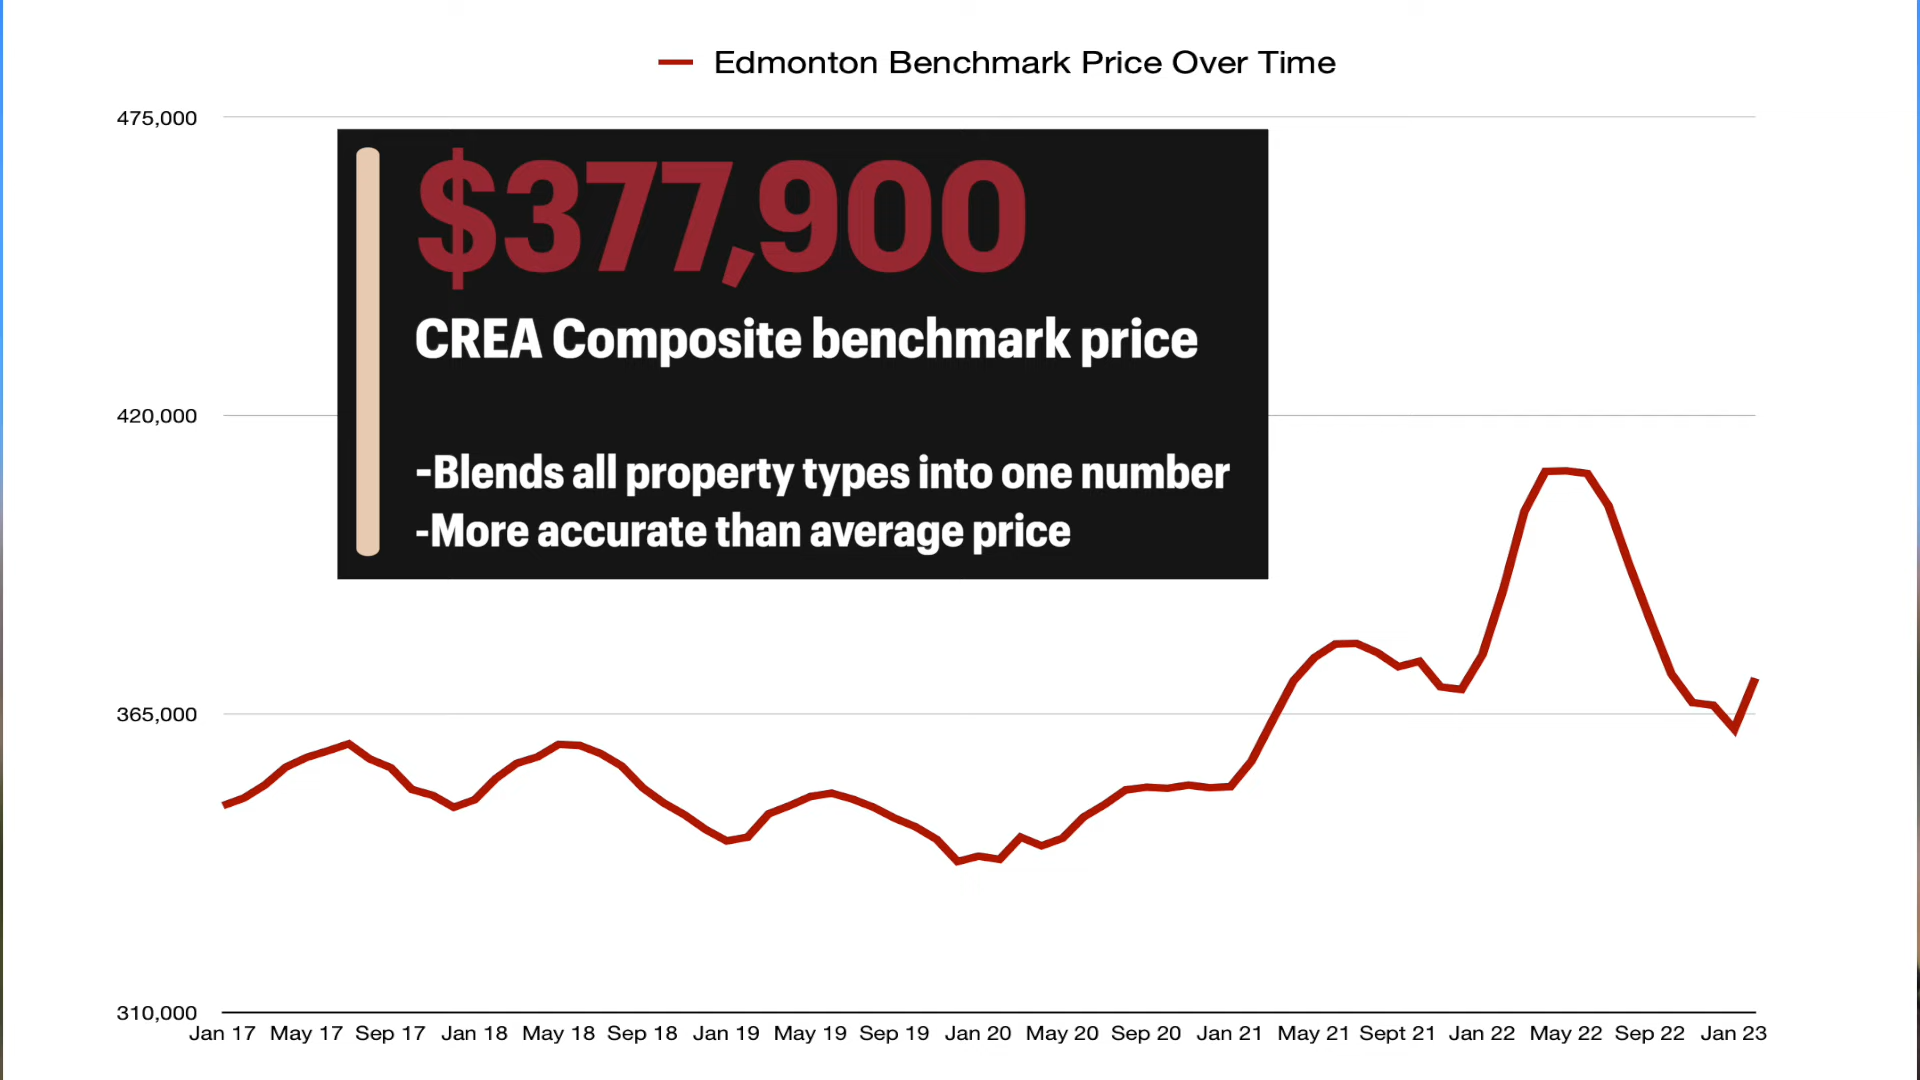 Edmonton Benchmark Price Over Time
475,000
$377,900
CREA Composite benchmark price
420,000
-Blends all property types into one number
-More accurate than average price
365,000
310,000
Jan 17 May 17 Sep 17 Jan 18 May 18 Sep 18 Jan 19 May 19 Sep 19 Jan 20 May 20 Sep 20 Jan 21 May 21 Sept 21 Jan 22 May 22 Sep 22 Jan 23